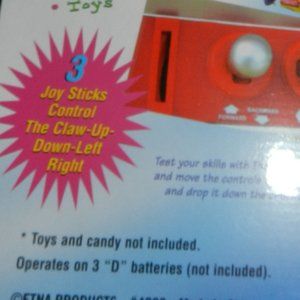 • Toys
3
Joy Sticks
Control
The Claw-Up-
Down-Left
Right
FORWARD
BACKWARD
Test your skills with
and move the controls
and drop it down the
* Toys and candy not included.
Operates on 3 "D" batteries (not included).
©ETNA PRODUCTS